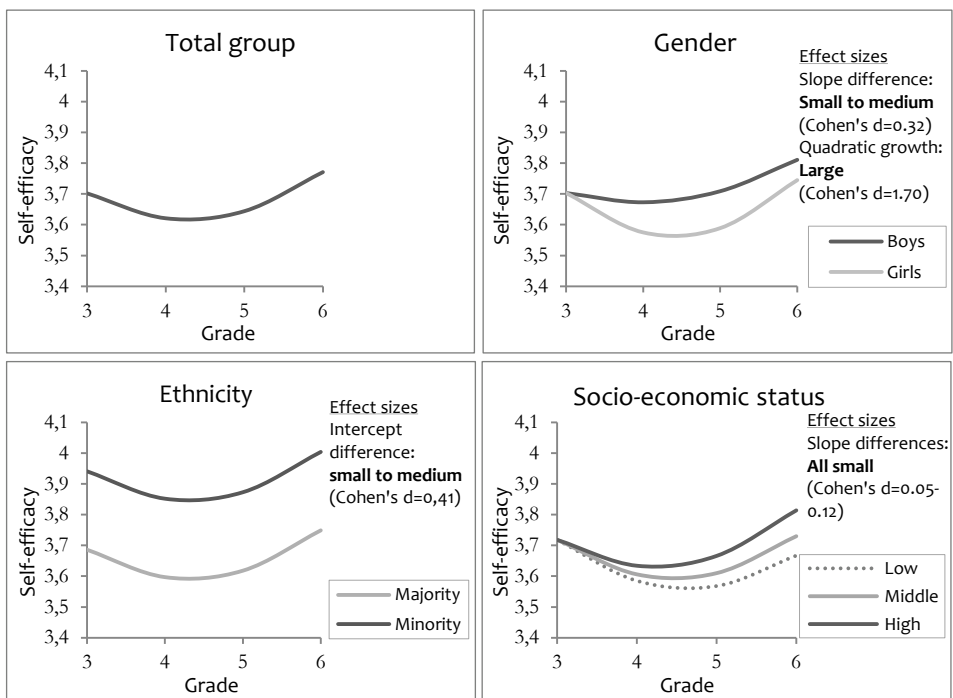 Total group
4,1
4
3,9
3,8
3,7
3,6
3,5
3,4
Self-efficacy
3 4 5 6
Grade
Gender
4,1
4
3,9
3,8
3,7
3,6
3,5
3,4
Self-efficacy
3 4 5 6
Grade
Effect sizes
Slope difference:
Small to medium
(Cohen's d=0.32)
Quadratic growth:
Large
(Cohen's d=1.70)
Boys
Girls
Ethnicity
4,1
4
3,9
3,8
3,7
3,6
3,5
3,4
Self-efficacy
3 4 5 6
Grade
Effect sizes
Intercept
difference:
small to medium
(Cohen's d=0,41)
Majority
Minority
Socio-economic status
4,1
4
3,9
3,8
3,7
3,6
3,5
3,4
Self-efficacy
3 4 5 6
Grade
Effect sizes
Slope differences:
All small
(Cohen's d=0.05-
0.12)
Low
Middle
High